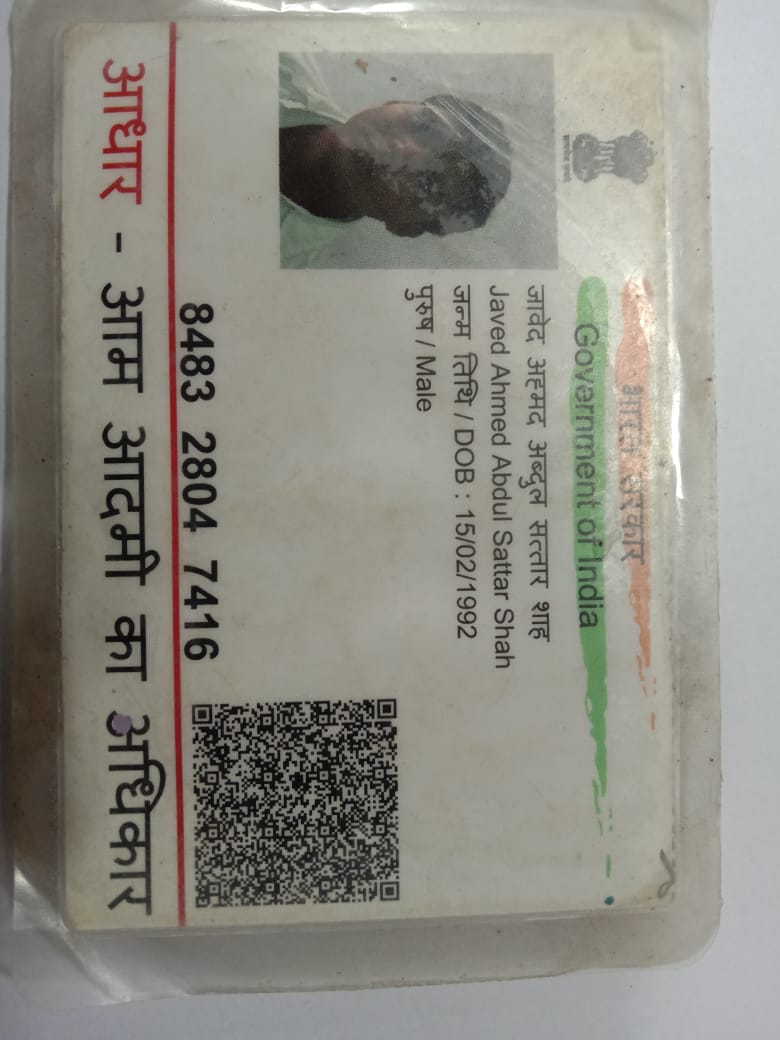 भारत सरकार
Government of India
जावेद अहमद अब्दुल सत्तार शाह
Javed Ahmed Abdul Sattar Shah
जन्म तिथि / DOB : 15/02/1992
पुरुष / Male
8483 2804 7416
आधार - आम आदमी का अधिकार